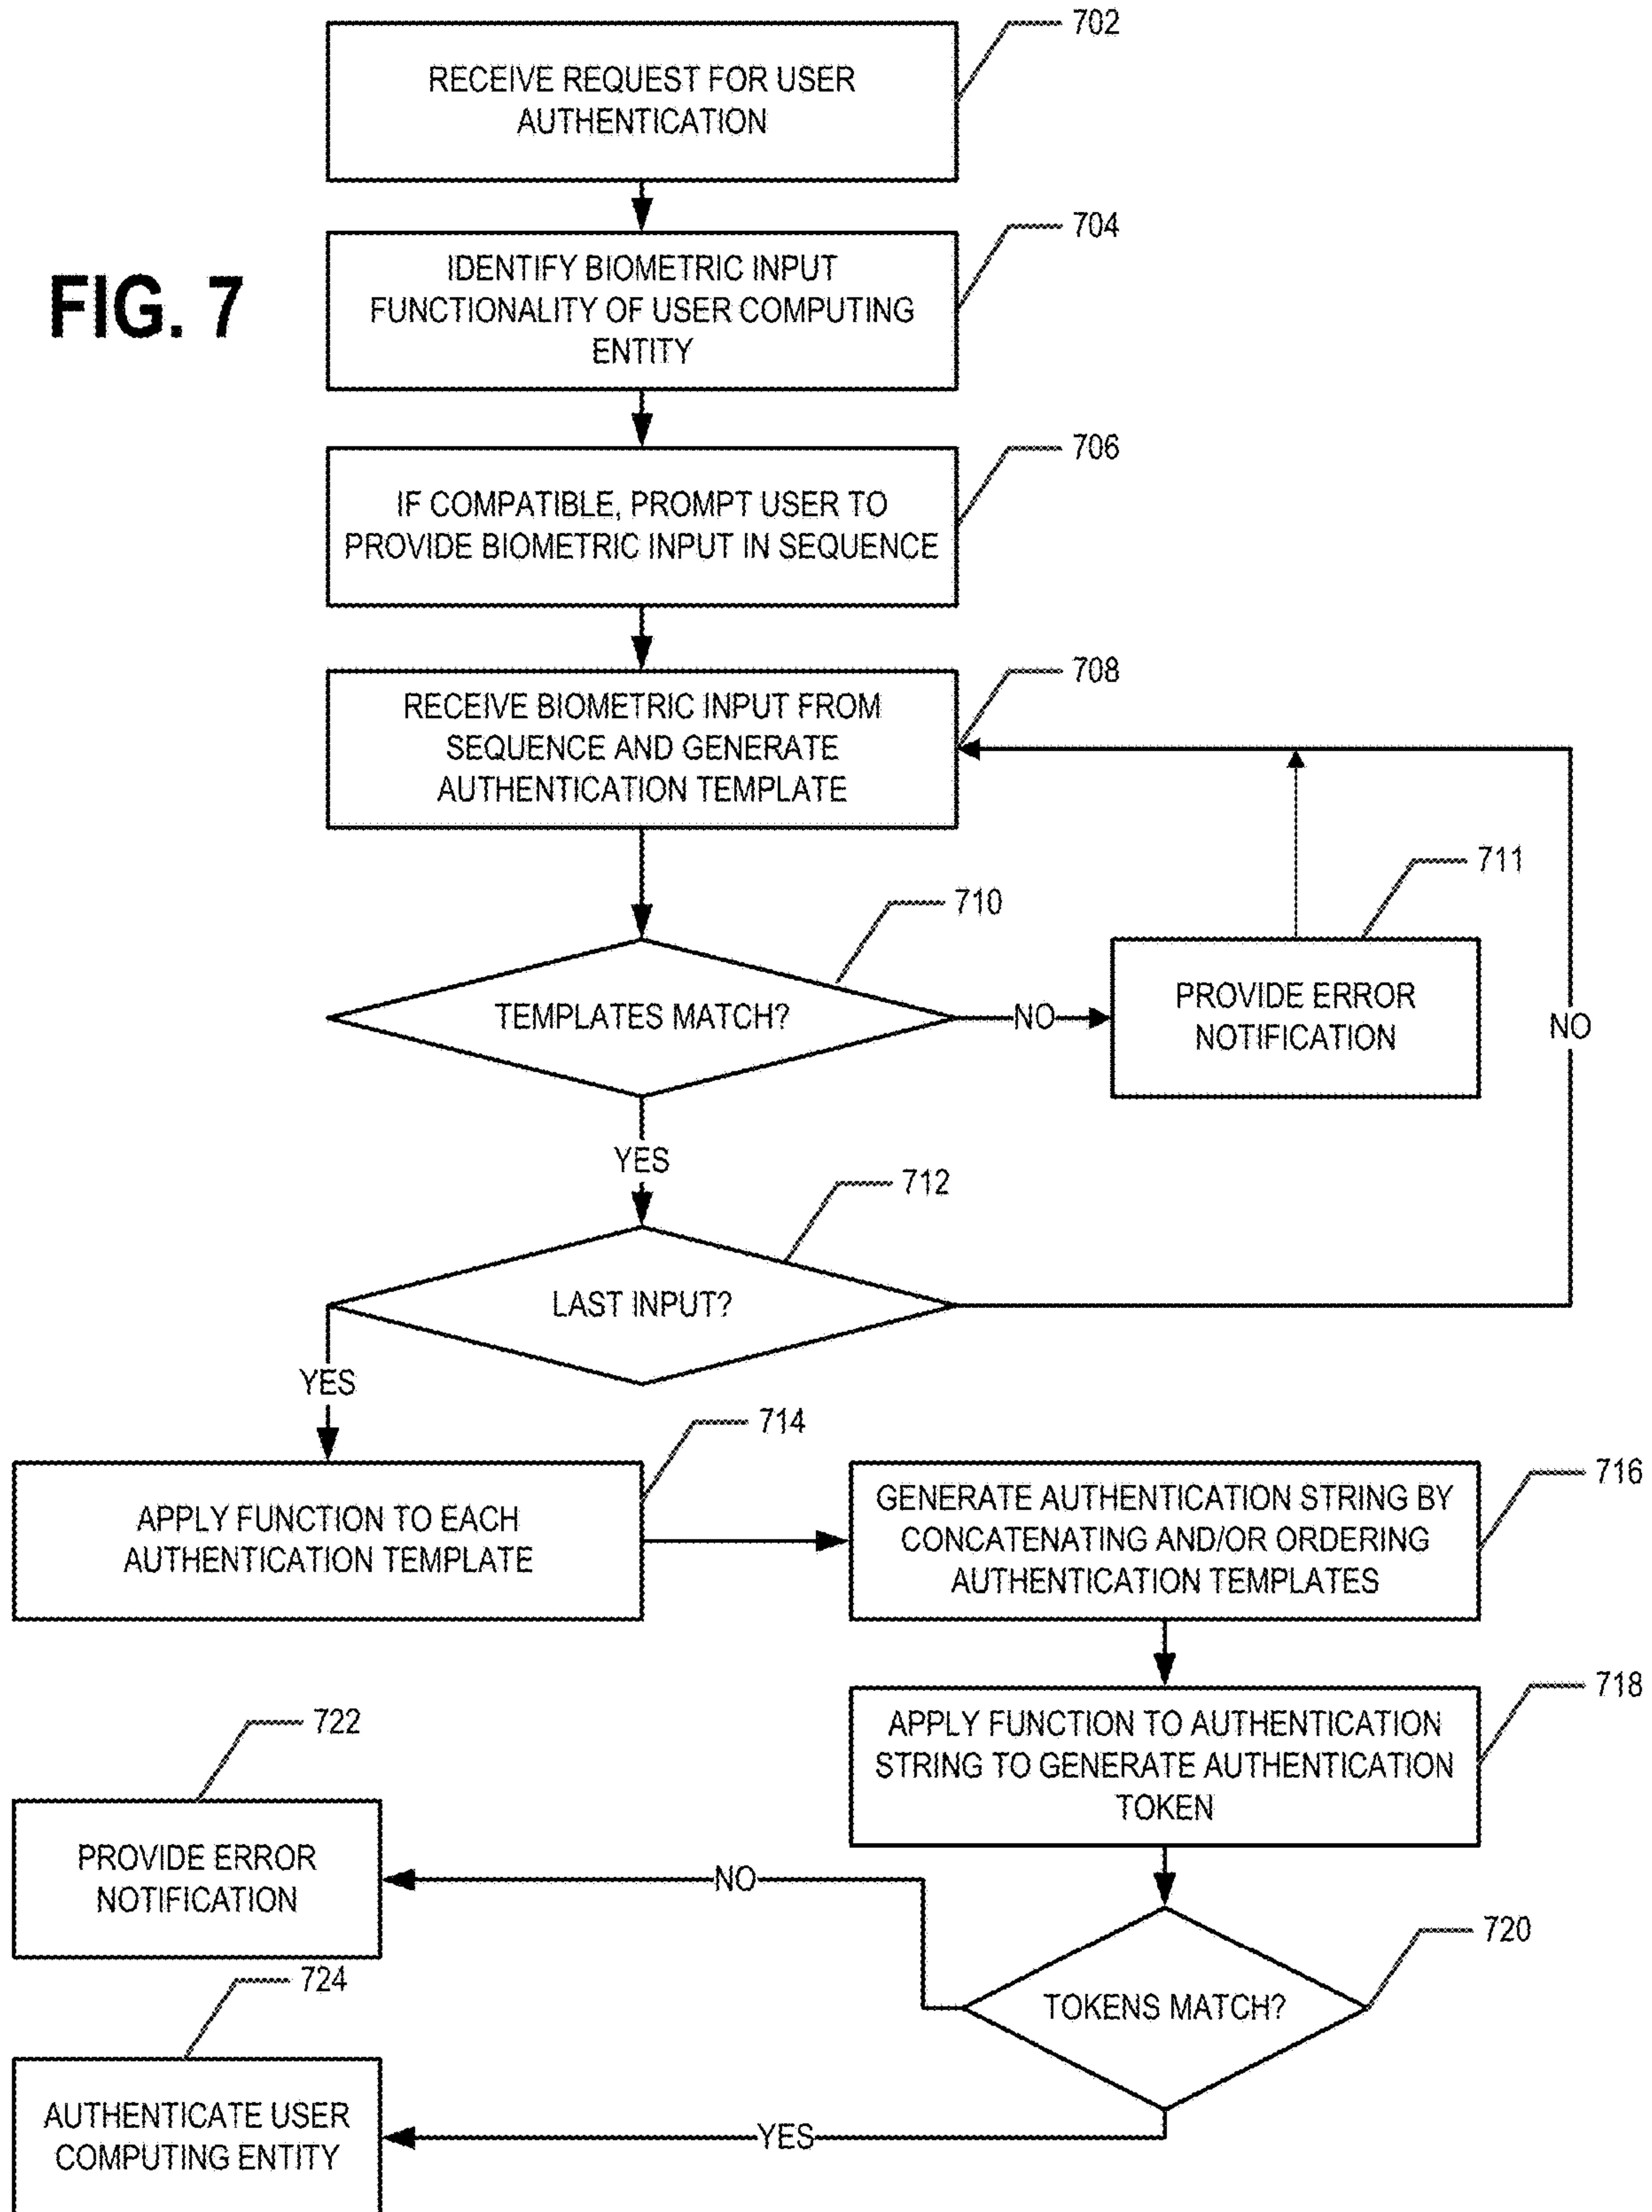 702
RECEIVE REQUEST FOR USER
AUTHENTICATION
704
IDENTIFY BIOMETRIC INPUT
FUNCTIONALITY OF USER COMPUTING
ENTITY
FIG. 7
706
IF COMPATIBLE, PROMPT USER TO
PROVIDE BIOMETRIC INPUT IN SEQUENCE
708
RECEIVE BIOMETRIC INPUT FROM
SEQUENCE AND GENERATE
AUTHENTICATION TEMPLATE
711
710
TEMPLATES MATCH?
NO
PROVIDE ERROR
NOTIFICATION
NO
YES
712
LAST INPUT?
YES
714
APPLY FUNCTION TO EACH
AUTHENTICATION TEMPLATE
716
GENERATE AUTHENTICATION STRING BY
CONCATENATING AND/OR ORDERING
AUTHENTICATION TEMPLATES
718
APPLY FUNCTION TO AUTHENTICATION
STRING TO GENERATE AUTHENTICATION
TOKEN
722
PROVIDE ERROR
NOTIFICATION
NO
720
TOKENS MATCH?
724
AUTHENTICATE USER
COMPUTING ENTITY
YES